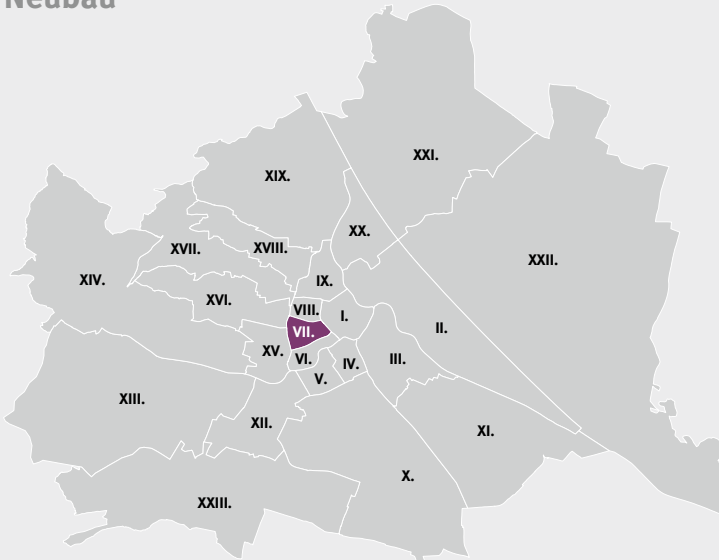 Neubau
XXI.
XIX.
XX.
XVII.
XVIII.
XXII.
XIV.
IX.
XVI.
VIII.
I.
II.
VII.
XV.
VI.
IV.
III.
V.
XIII.
XII.
XI.
X.
XXIII.